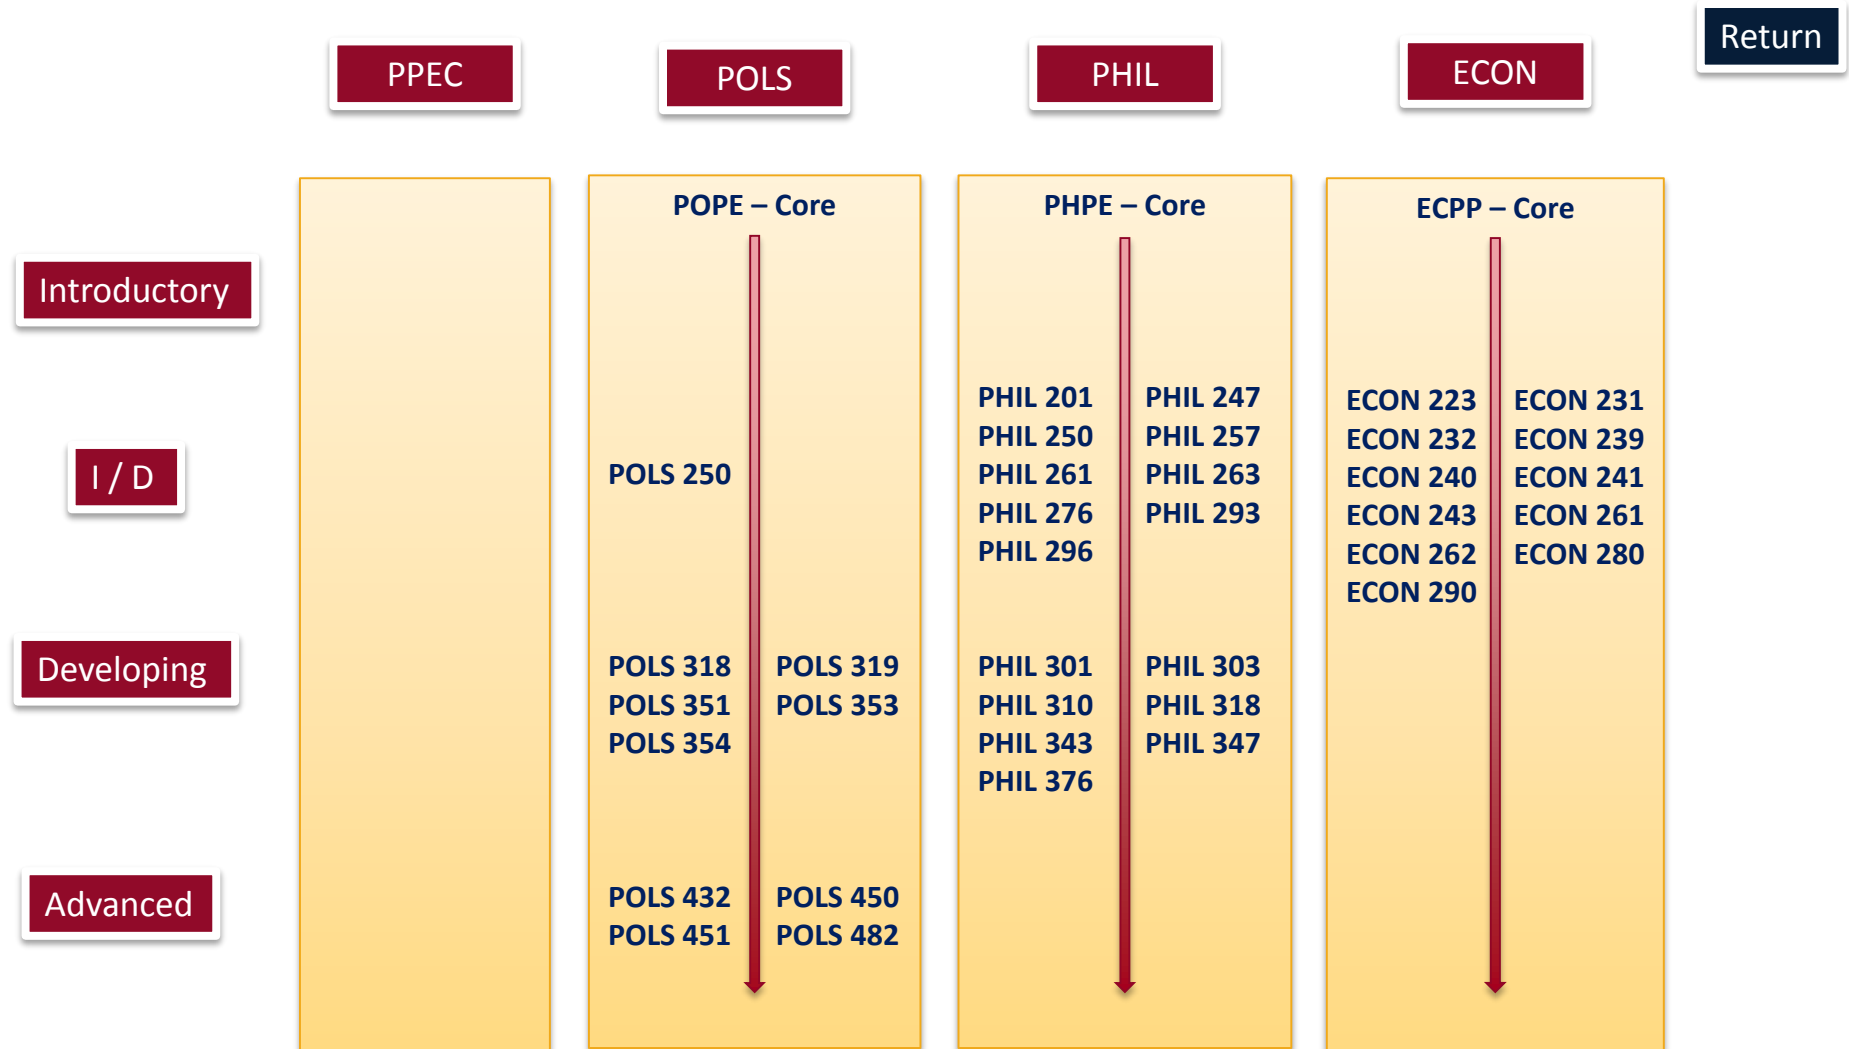 Return
PPEC POLS PHIL ECON
POPE – Core PHPE – Core ECPP – Core
Introductory
PHIL 201 PHIL 247 ECON 223 ECON 231
PHIL 250 PHIL 257 ECON 232 ECON 239
I / D POLS 250 PHIL 261 PHIL 263 ECON 240 ECON 241
PHIL 276 PHIL 293 ECON 243 ECON 261
PHIL 296 ECON 262 ECON 280
ECON 290
Developing POLS 318 POLS 319 PHIL 301 PHIL 303
POLS 351 POLS 353 PHIL 310 PHIL 318
POLS 354 PHIL 343 PHIL 347
PHIL 376
Advanced POLS 432 POLS 450
POLS 451 POLS 482